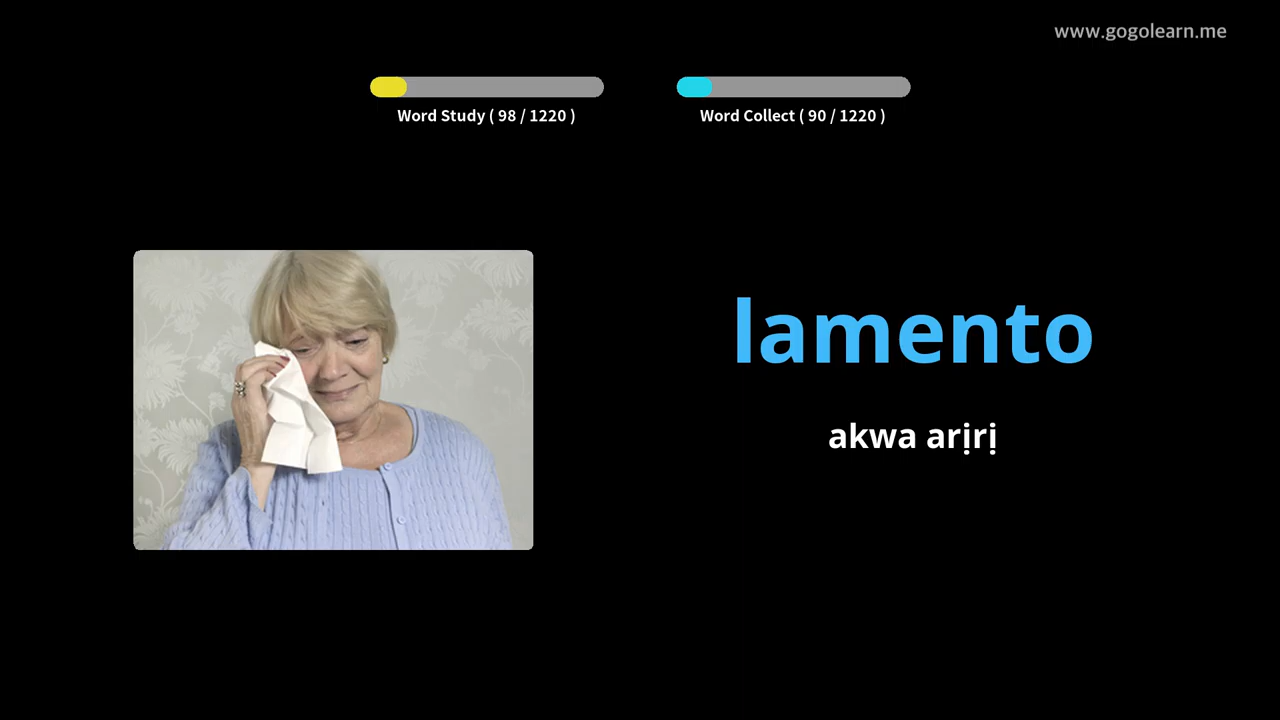 www.gogolearn.me
Word Study ( 98 / 1220 )
Word Collect ( 90 / 1220 )
lamento
akwa arịrị